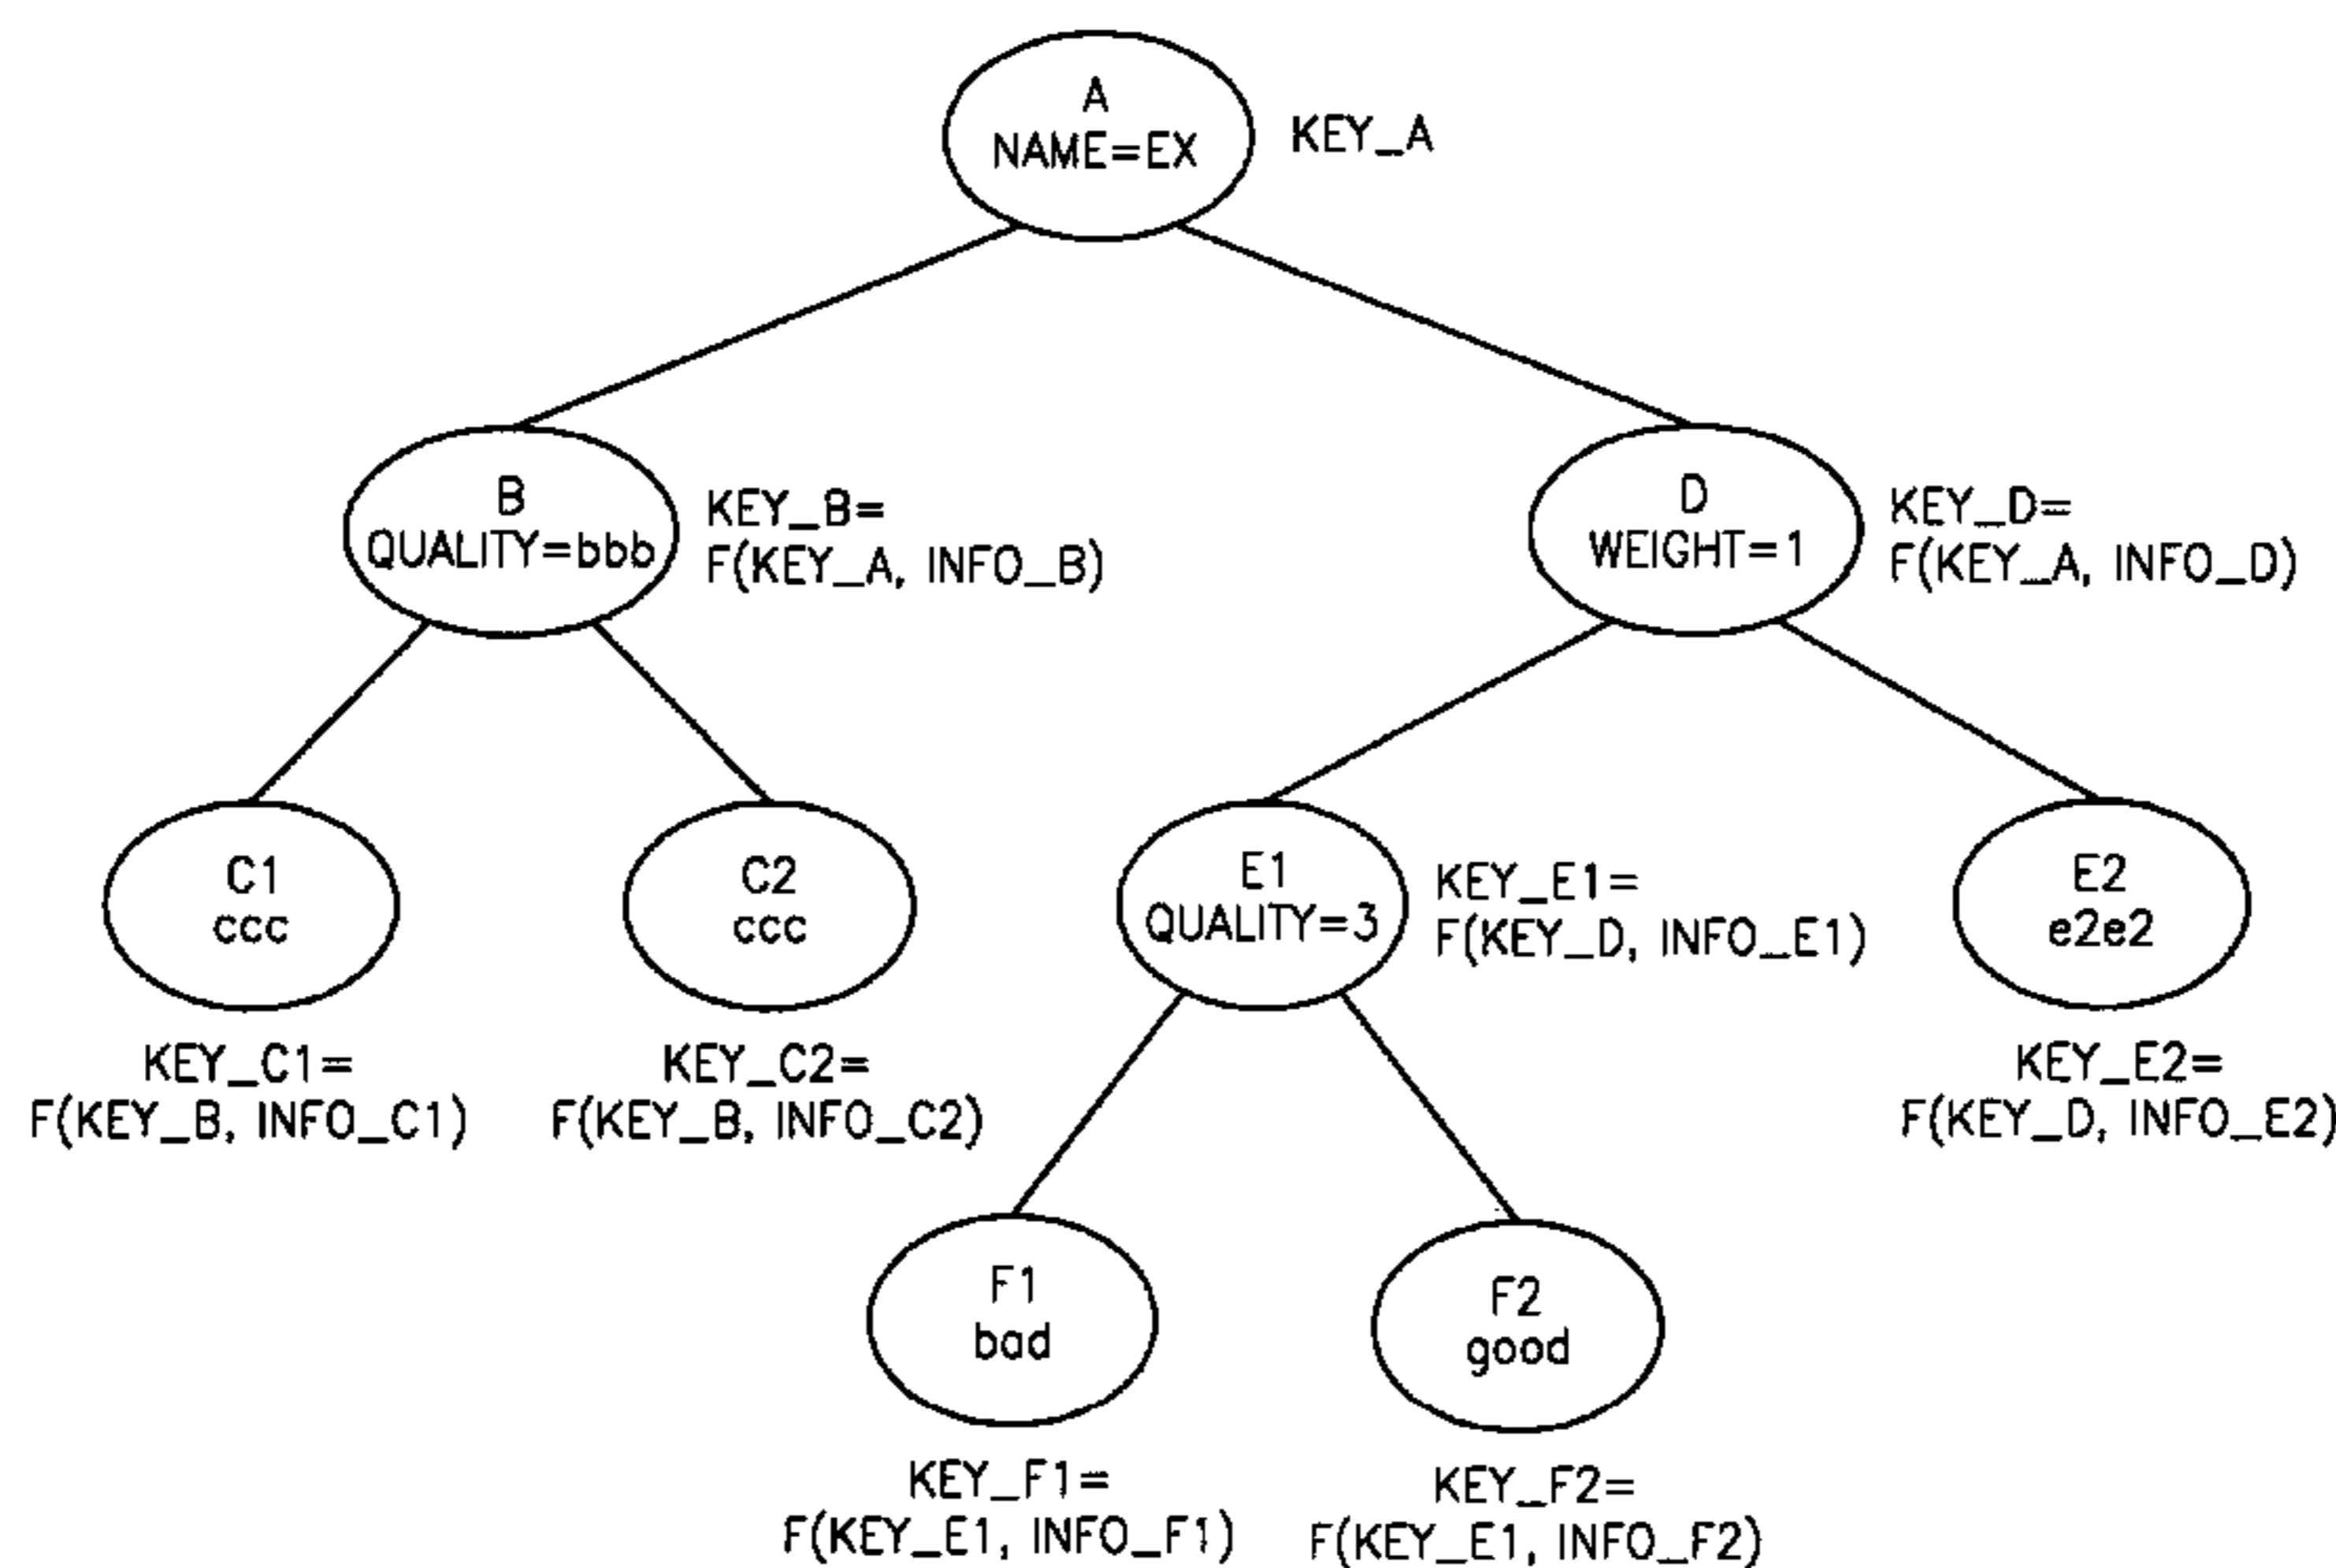 A
NAME=EX
KEY_A
B
QUALITY=bbb
KEY_B=
F(KEY_A, INFO_B)
D
WEIGHT=1
KEY_D=
F(KEY_A, INFO_D)
C1
ccc
KEY_C1=
F(KEY_B, INFO_C1)
C2
ccc
KEY_C2=
F(KEY_B, INFO_C2)
E1
QUALITY=3
KEY_E1=
F(KEY_D, INFO_E1)
E2
e2e2
KEY_E2=
F(KEY_D, INFO_E2)
F1
bad
KEY_F1=
F(KEY_E1, INFO_F1)
F2
good
KEY_F2=
F(KEY_E1, INFO_F2)